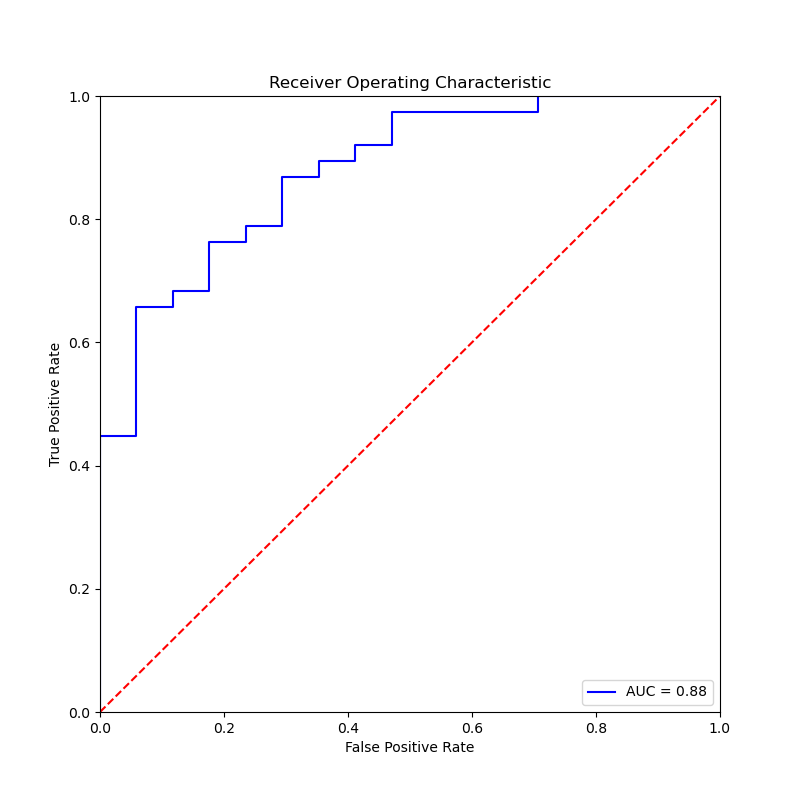 Receiver Operating Characteristic
1.0
0.8
0.6
0.4
0.2
0.0
True Positive Rate
AUC = 0.88
0.0 0.2 0.4 0.6 0.8 1.0
False Positive Rate